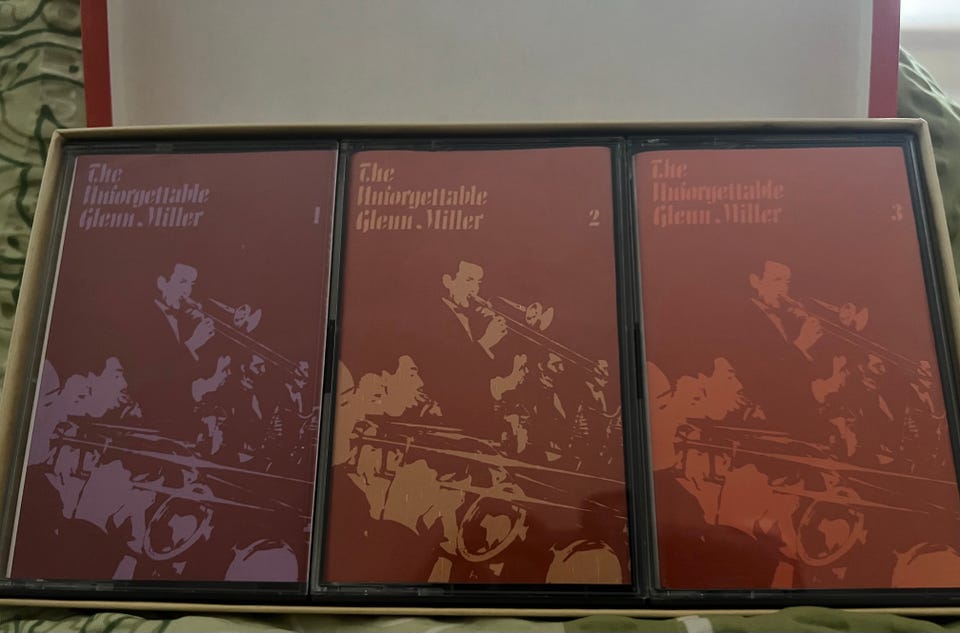 The
Unforgettable
Glenn Miller
1
The
Unforgettable
Glenn Miller
2
The
Unforgettable
Glenn Miller
3